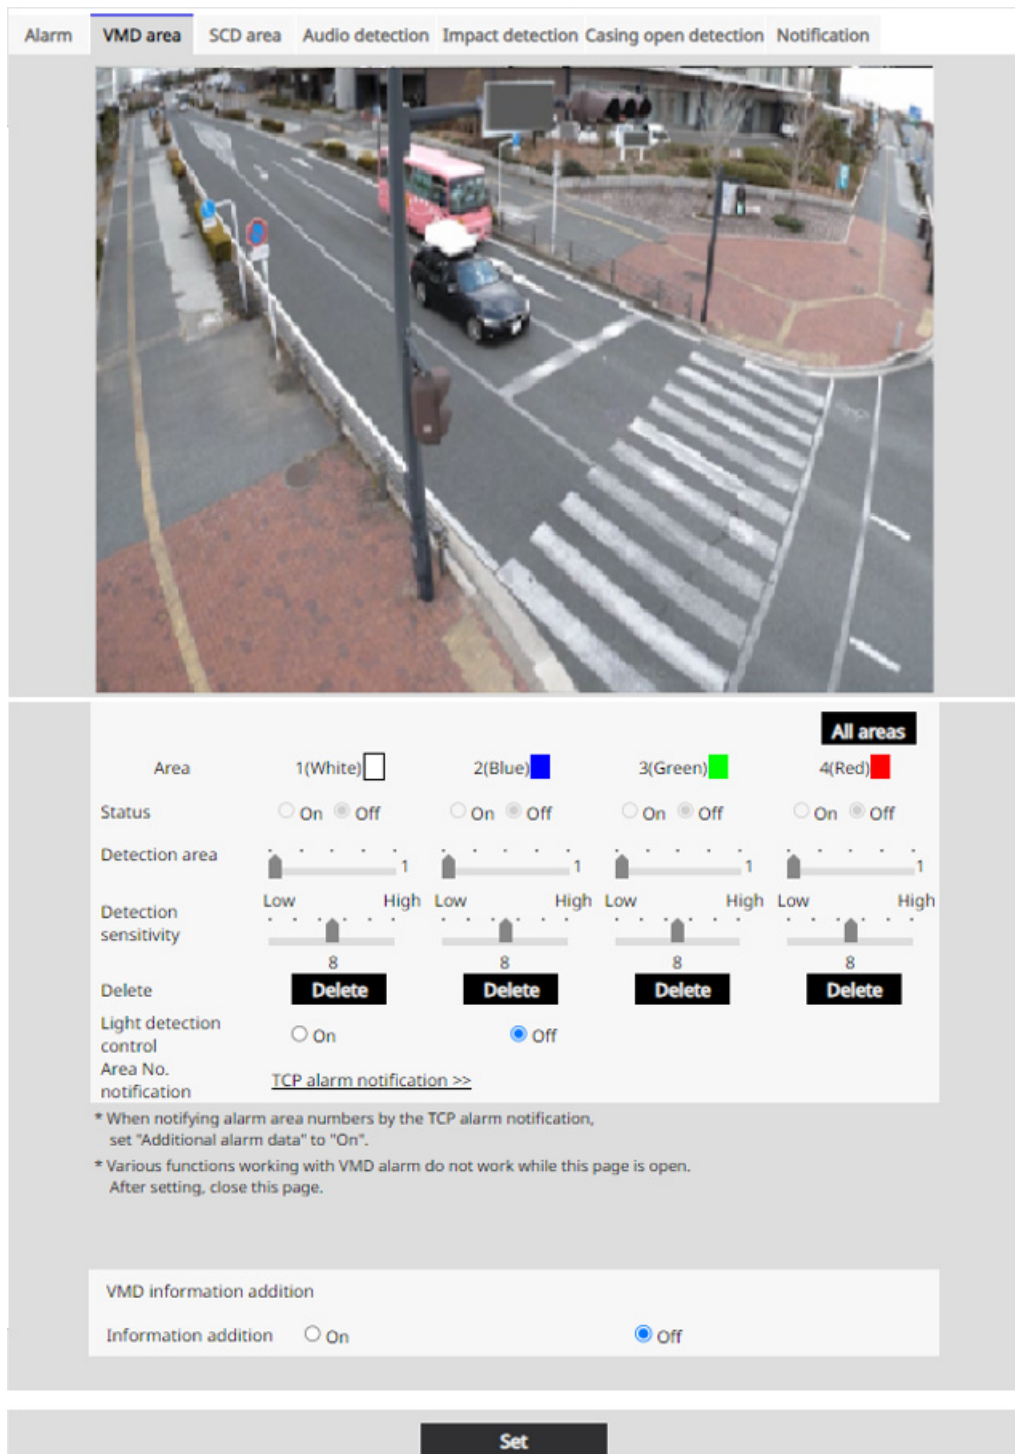 Alarm VMD area SCD area Audio detection Impact detection Casing open detection Notification
All areas
Area 1(White) 2(Blue) 3(Green) 4(Red)
Status On Off On Off On Off On Off
Detection area 1 1 1 1
Low High Low High Low High Low High
Detection
sensitivity
8 8 8 8
Delete Delete Delete Delete Delete
Light detection
control On Off
Area No.
notification TCP alarm notification >>
* When notifying alarm area numbers by the TCP alarm notification,
set "Additional alarm data" to "On".
* Various functions working with VMD alarm do not work while this page is open.
After setting, close this page.
VMD information addition
Information addition On Off
Set